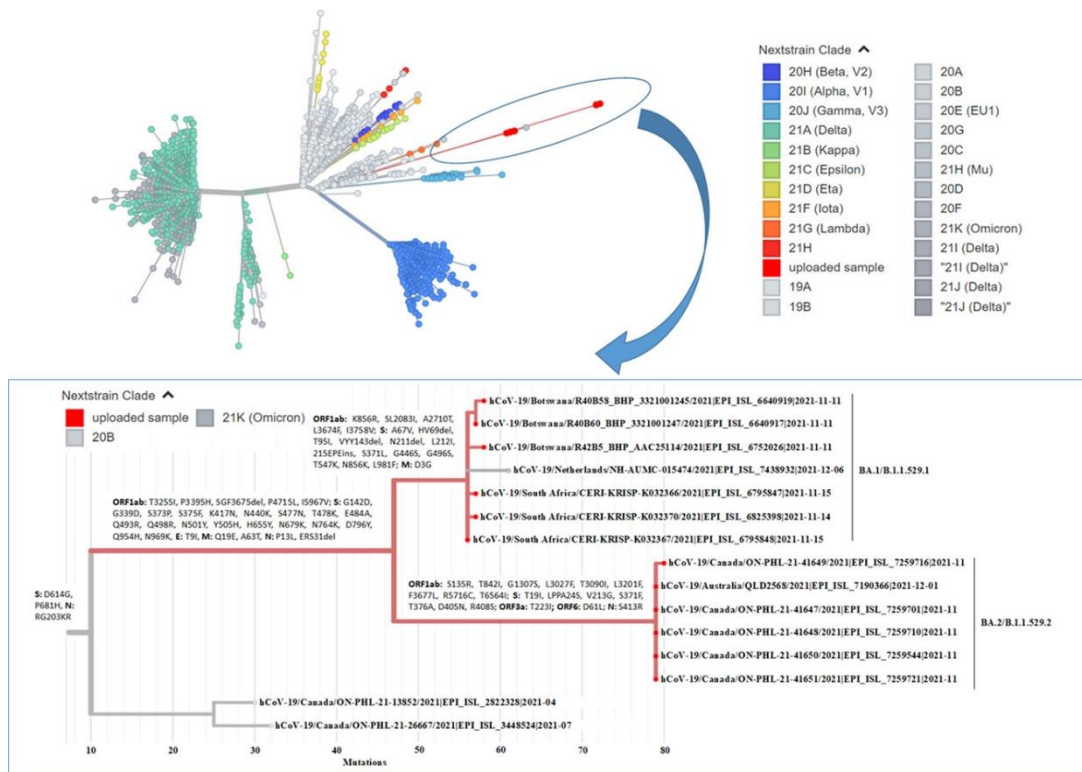 Nextstrain Clade
20H (Beta, V2)
20I (Alpha, V1)
20J (Gamma, V3)
21A (Delta)
21B (Kappa)
21C (Epsilon)
21D (Eta)
21F (Iota)
21G (Lambda)
21H
uploaded sample
19A
19B
20A
20B
20E (EU1)
20G
20C
21H (Mu)
20D
20F
21K (Omicron)
21I (Delta)
"21I (Delta)"
21J (Delta)
"21J (Delta)"
Nextstrain Clade
uploaded sample
21K (Omicron)
20B
ORF1ab: K856R, SL2083I, A2710T,
L3674F, I3758V; S: A67V, HV69del,
T95I, VYY143del, N211del, L212I,
215EPEins, S371L, G446S, G496S,
T547K, N856K, L981F; M: D3G
ORF1ab: T3255I, P3395H, SGF3675del, P4715L, I5967V; S: G142D,
G339D, S373P, S375F, K417N, N440K, S477N, T478K, E484A,
Q493R, Q498R, N501Y, Y505H, H655Y, N679K, N764K, D796Y,
Q954H, N969K, E: T9I, M: Q19E, A63T, N: P13L, ERS31del
S: D614G,
P681H, N:
RG203KR
ORF1ab: S135R, T842I, G1307S, L3027F, T3090I, L3201F,
F3677L, R5716C, T6564I; S: T19I, LPPA24S, V213G, S371F,
T376A, D405N, R408S; ORF3a: T223I; ORF6: D61L; N: S413R
hCoV-19/Botswana/R40B58_BHP_3321001245/2021|EPI_ISL_6640919|2021-11-11
hCoV-19/Botswana/R40B60_BHP_3321001247/2021|EPI_ISL_6640917|2021-11-11
hCoV-19/Botswana/R42B5_BHP_AAC25114/2021|EPI_ISL_6752026|2021-11-11
hCoV-19/Netherlands/NH-AUMC-015474/2021|EPI_ISL_7438932|2021-12-06
hCoV-19/South Africa/CERI-KRISP-K032366/2021|EPI_ISL_6795847|2021-11-15
hCoV-19/South Africa/CERI-KRISP-K032370/2021|EPI_ISL_6825398|2021-11-14
hCoV-19/South Africa/CERI-KRISP-K032367/2021|EPI_ISL_6795848|2021-11-15
BA.1/B.1.1.529.1
hCoV-19/Canada/ON-PHL-21-41649/2021|EPI_ISL_7259716|2021-11
hCoV-19/Australia/QLD2568/2021|EPI_ISL_7190366|2021-12-01
hCoV-19/Canada/ON-PHL-21-41647/2021|EPI_ISL_7259701|2021-11
hCoV-19/Canada/ON-PHL-21-41648/2021|EPI_ISL_7259710|2021-11
hCoV-19/Canada/ON-PHL-21-41650/2021|EPI_ISL_7259544|2021-11
hCoV-19/Canada/ON-PHL-21-41651/2021|EPI_ISL_7259721|2021-11
BA.2/B.1.1.529.2
hCoV-19/Canada/ON-PHL-21-13852/2021|EPI_ISL_2822328|2021-04
hCoV-19/Canada/ON-PHL-21-26667/2021|EPI_ISL_3448524|2021-07
10 20 30 40 50 60 70 80
Mutations